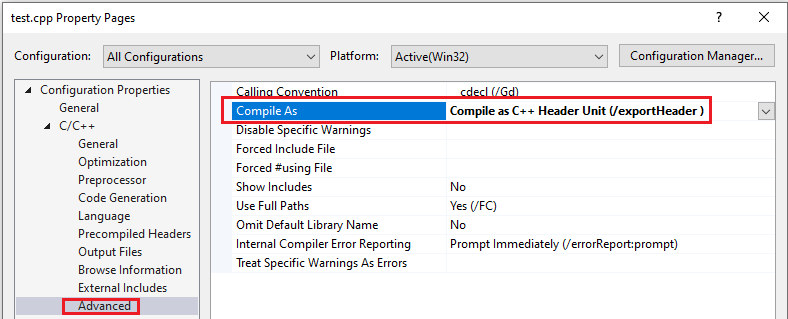 test.cpp Property Pages
? ×
Configuration: All Configurations Platform: Active(Win32) Configuration Manager...
Configuration Properties
General
C/C++
General
Optimization
Preprocessor
Code Generation
Language
Precompiled Headers
Output Files
Browse Information
External Includes
Advanced
Calling Convention __cdecl (/Gd)
Compile As Compile as C++ Header Unit (/exportHeader )
Disable Specific Warnings
Forced Include File
Forced #using File
Show Includes No
Use Full Paths Yes (/FC)
Omit Default Library Name No
Internal Compiler Error Reporting Prompt Immediately (/errorReport:prompt)
Treat Specific Warnings As Errors